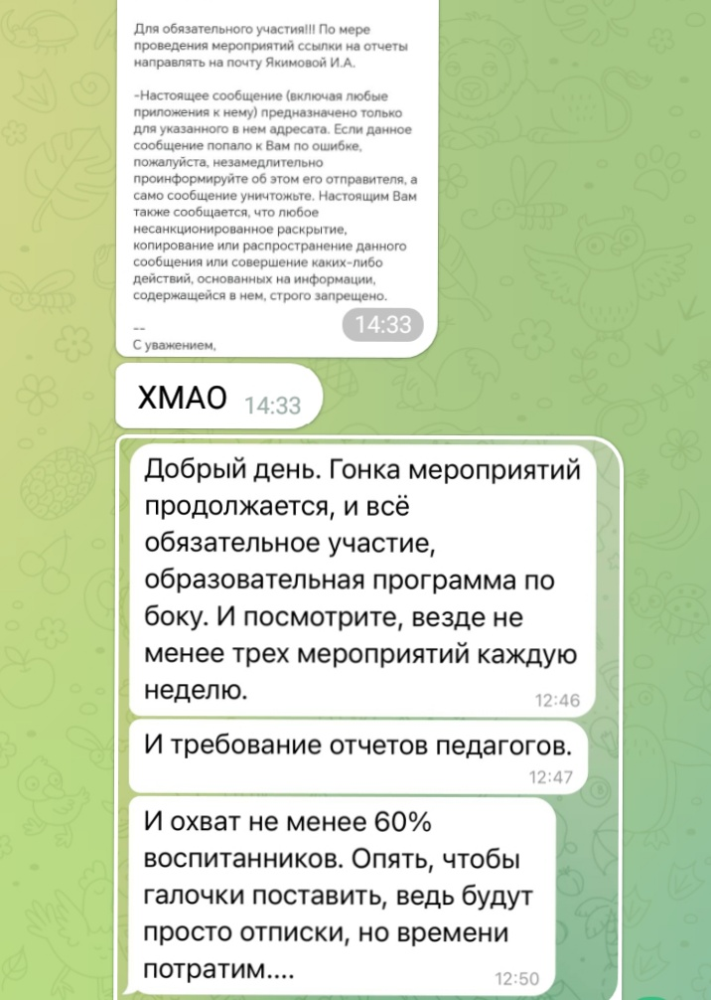 Для обязательного участия!!! По мере
проведения мероприятий ссылки на отчеты
направлять на почту Якимовой И.А.
-Настоящее сообщение (включая любые
приложения к нему) предназначено только
для указанного в нем адресата. Если данное
сообщение попало к Вам по ошибке,
пожалуйста, незамедлительно
проинформируйте об этом его отправителя, а
само сообщение уничтожьте. Настоящим Вам
также сообщается, что любое
несанкционированное раскрытие,
копирование или распространение данного
сообщения или совершение каких-либо
действий, основанных на информации,
содержащейся в нем, строго запрещено.
--
С уважением,
14:33
ХМАО 14:33
Добрый день. Гонка мероприятий
продолжается, и всё
обязательное участие,
образовательная программа по
боку. И посмотрите, везде не
менее трех мероприятий каждую
неделю.
12:46
И требование отчетов педагогов.
12:47
И охват не менее 60%
воспитанников. Опять, чтобы
галочки поставить, ведь будут
просто отписки, но времени
потратим....
12:50